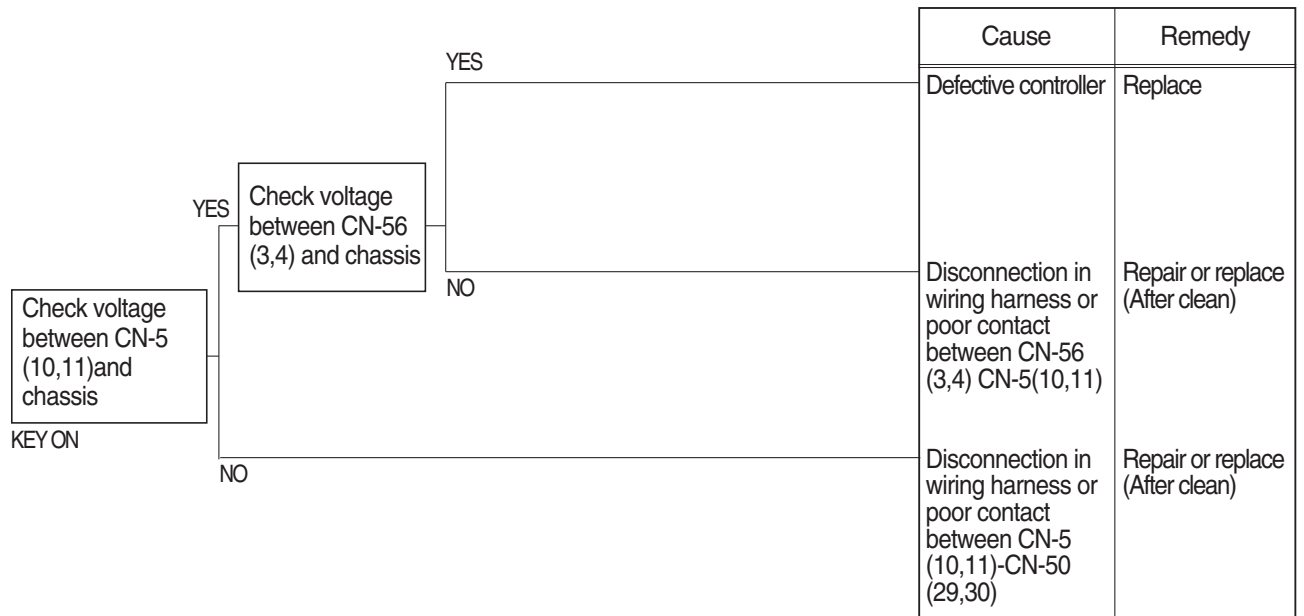 Cause
Remedy
YES
Defective controller
Replace
YES
Check voltage
between CN-56
(3,4) and chassis
NO
Disconnection in
wiring harness or
poor contact
between CN-56
(3,4) CN-5(10,11)
Repair or replace
(After clean)
Check voltage
between CN-5
(10,11)and
chassis
KEY ON
NO
Disconnection in
wiring harness or
poor contact
between CN-5
(10,11)-CN-50
(29,30)
Repair or replace
(After clean)